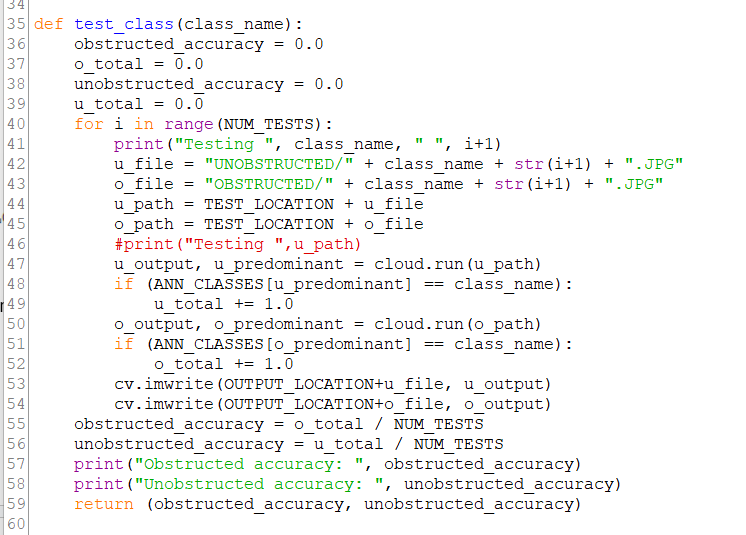 34
35 def test_class(class_name):
36     obstructed_accuracy = 0.0
37     o_total = 0.0
38     unobstructed_accuracy = 0.0
39     u_total = 0.0
40     for i in range(NUM_TESTS):
41         print("Testing ", class_name, " ", i+1)
42         u_file = "UNOBSTRUCTED/" + class_name + str(i+1) + ".JPG"
43         o_file = "OBSTRUCTED/" + class_name + str(i+1) + ".JPG"
44         u_path = TEST_LOCATION + u_file
45         o_path = TEST_LOCATION + o_file
46         #print("Testing ",u_path)
47         u_output, u_predominant = cloud.run(u_path)
48         if (ANN_CLASSES[u_predominant] == class_name):
49             u_total += 1.0
50         o_output, o_predominant = cloud.run(o_path)
51         if (ANN_CLASSES[o_predominant] == class_name):
52             o_total += 1.0
53         cv.imwrite(OUTPUT_LOCATION+u_file, u_output)
54         cv.imwrite(OUTPUT_LOCATION+o_file, o_output)
55     obstructed_accuracy = o_total / NUM_TESTS
56     unobstructed_accuracy = u_total / NUM_TESTS
57     print("Obstructed accuracy: ", obstructed_accuracy)
58     print("Unobstructed accuracy: ", unobstructed_accuracy)
59     return (obstructed_accuracy, unobstructed_accuracy)
60